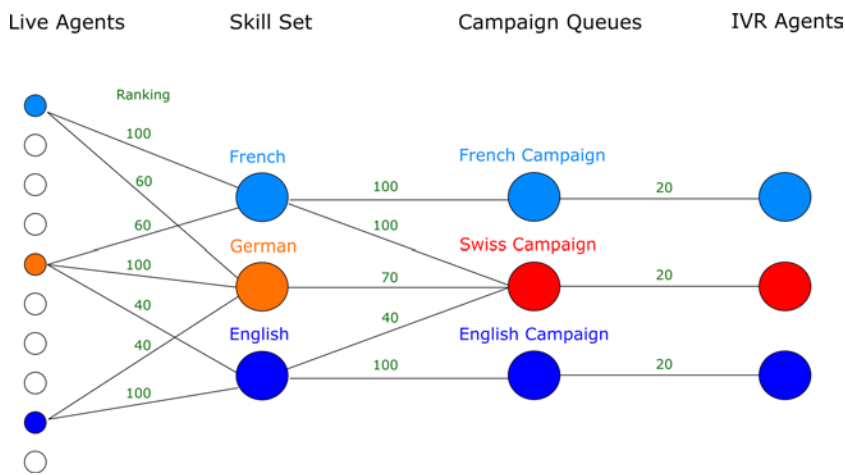 Live Agents Skill Set Campaign Queues IVR Agents
Ranking
100
French French Campaign
60
100 20
60
100
German Swiss Campaign
100
70 20
40
40
English English Campaign
40
100 20
100